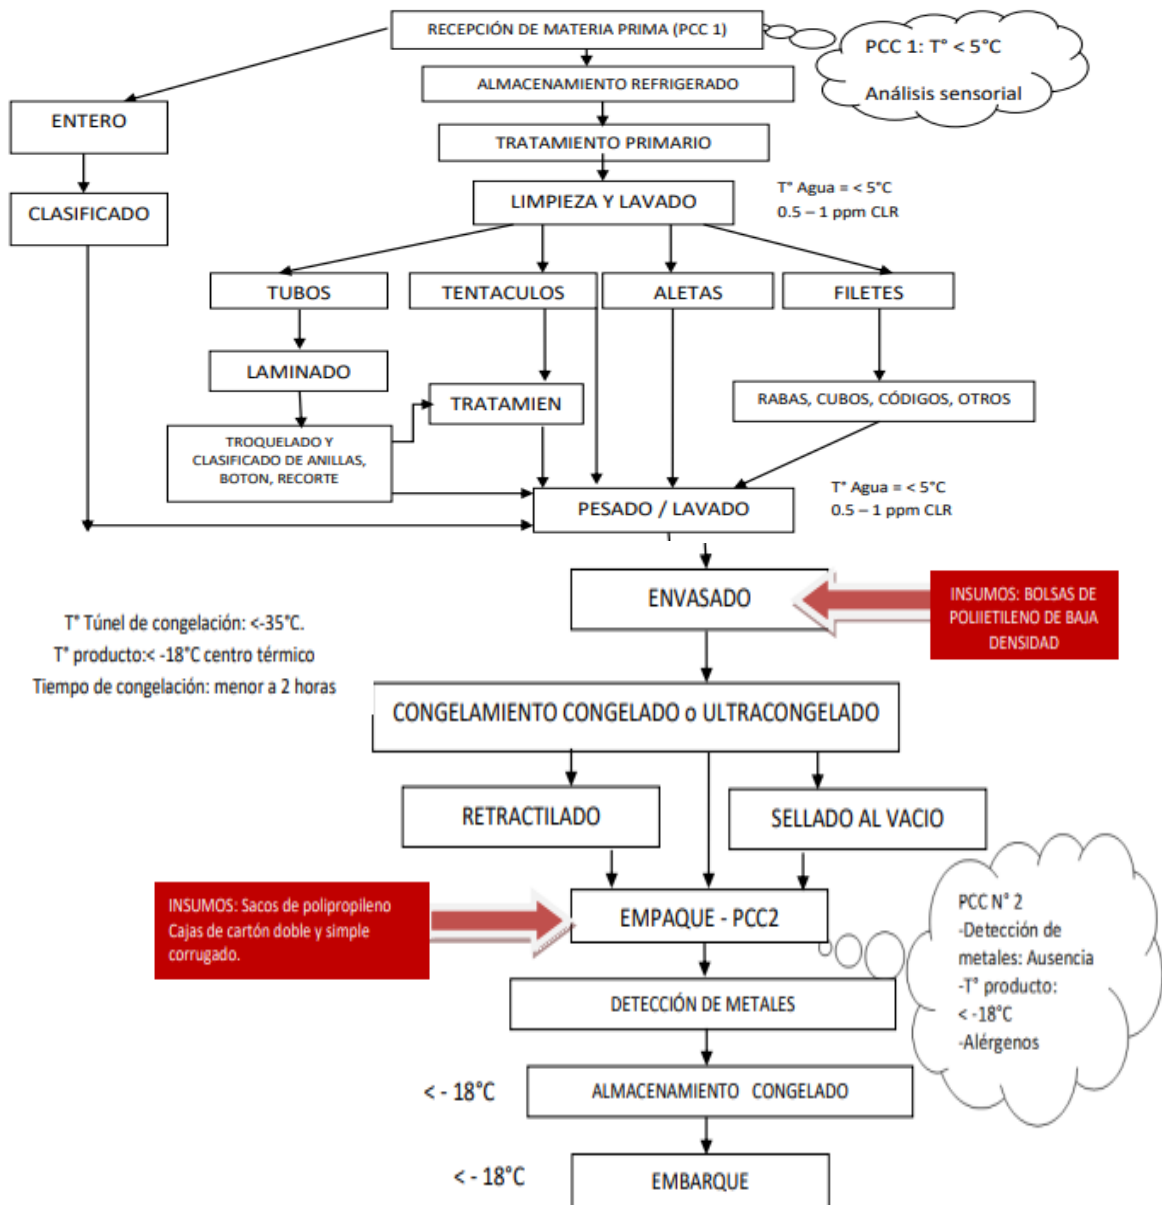 RECEPCIÓN DE MATERIA PRIMA (PCC 1)
PCC 1: T° < 5°C
Análisis sensorial
ALMACENAMIENTO REFRIGERADO
ENTERO
TRATAMIENTO PRIMARIO
CLASIFICADO
LIMPIEZA Y LAVADO
T° Agua = < 5°C
0.5 – 1 ppm CLR
TUBOS
TENTACULOS
ALETAS
FILETES
LAMINADO
TRATAMIEN
RABAS, CUBOS, CÓDIGOS, OTROS
TROQUELADO Y
CLASIFICADO DE ANILLAS,
BOTON, RECORTE
PESADO / LAVADO
T° Agua = < 5°C
0.5 – 1 ppm CLR
ENVASADO
INSUMOS: BOLSAS DE
POLIIETILENO DE BAJA
DENSIDAD
T° Túnel de congelación: <-35°C.
T° producto:< -18°C centro térmico
Tiempo de congelación: menor a 2 horas
CONGELAMIENTO CONGELADO o ULTRACONGELADO
RETRACTILADO
SELLADO AL VACIO
INSUMOS: Sacos de polipropileno
Cajas de cartón doble y simple
corrugado.
EMPAQUE - PCC2
PCC N° 2
-Detección de
metales: Ausencia
-T° producto:
< -18°C
-Alérgenos
DETECCIÓN DE METALES
< - 18°C
ALMACENAMIENTO CONGELADO
< - 18°C
EMBARQUE